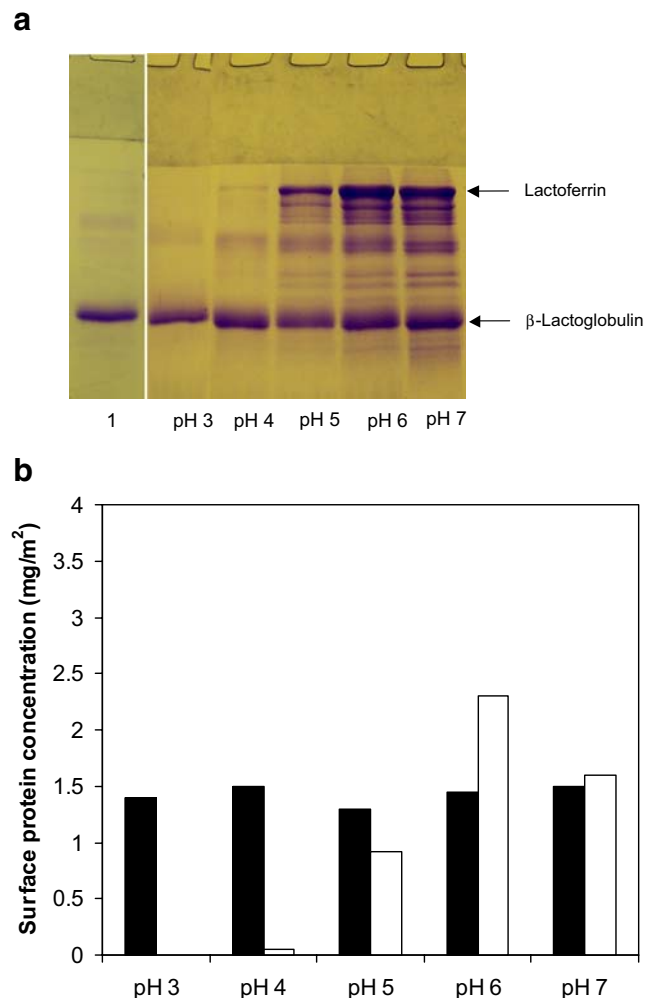 a
Lactoferrin
β-Lactoglobulin
1 pH 3 pH 4 pH 5 pH 6 pH 7
b
Surface protein concentration (mg/m²)
4
3.5
3
2.5
2
1.5
1
0.5
0
pH 3 pH 4 pH 5 pH 6 pH 7